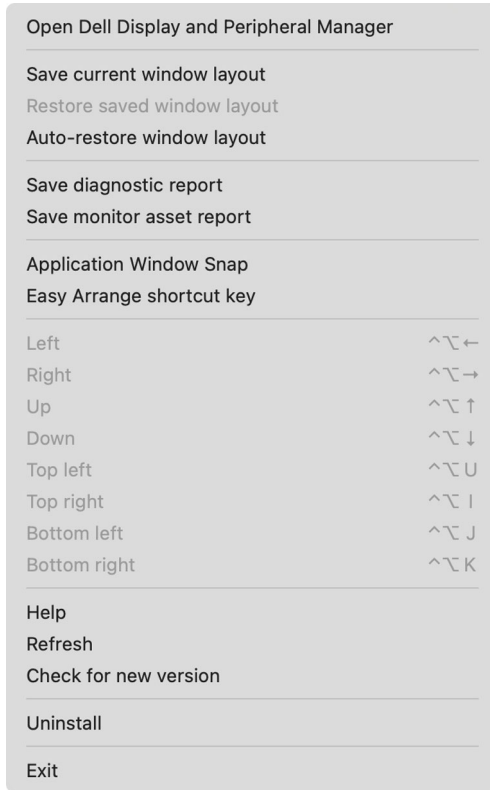 Open Dell Display and Peripheral Manager
Save current window layout
Restore saved window layout
Auto-restore window layout
Save diagnostic report
Save monitor asset report
Application Window Snap
Easy Arrange shortcut key
Left ^⌥←
Right ^⌥→
Up ^⌥↑
Down ^⌥↓
Top left ^⌥U
Top right ^⌥I
Bottom left ^⌥J
Bottom right ^⌥K
Help
Refresh
Check for new version
Uninstall
Exit